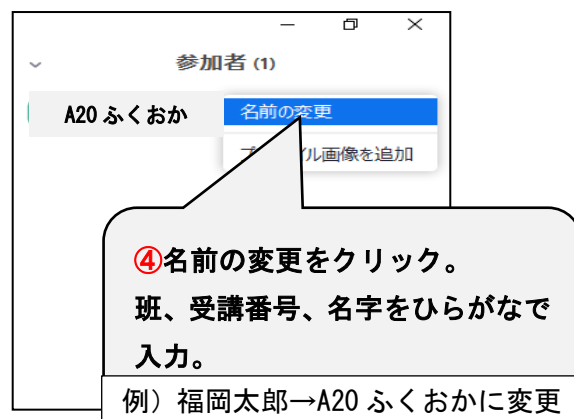 参加者 (1)
A20 ふくおか
名前の変更
プ ル画像を追加
④名前の変更をクリック。
班、受講番号、名字をひらがなで
入力。
例）福岡太郎→A20 ふくおかに変更